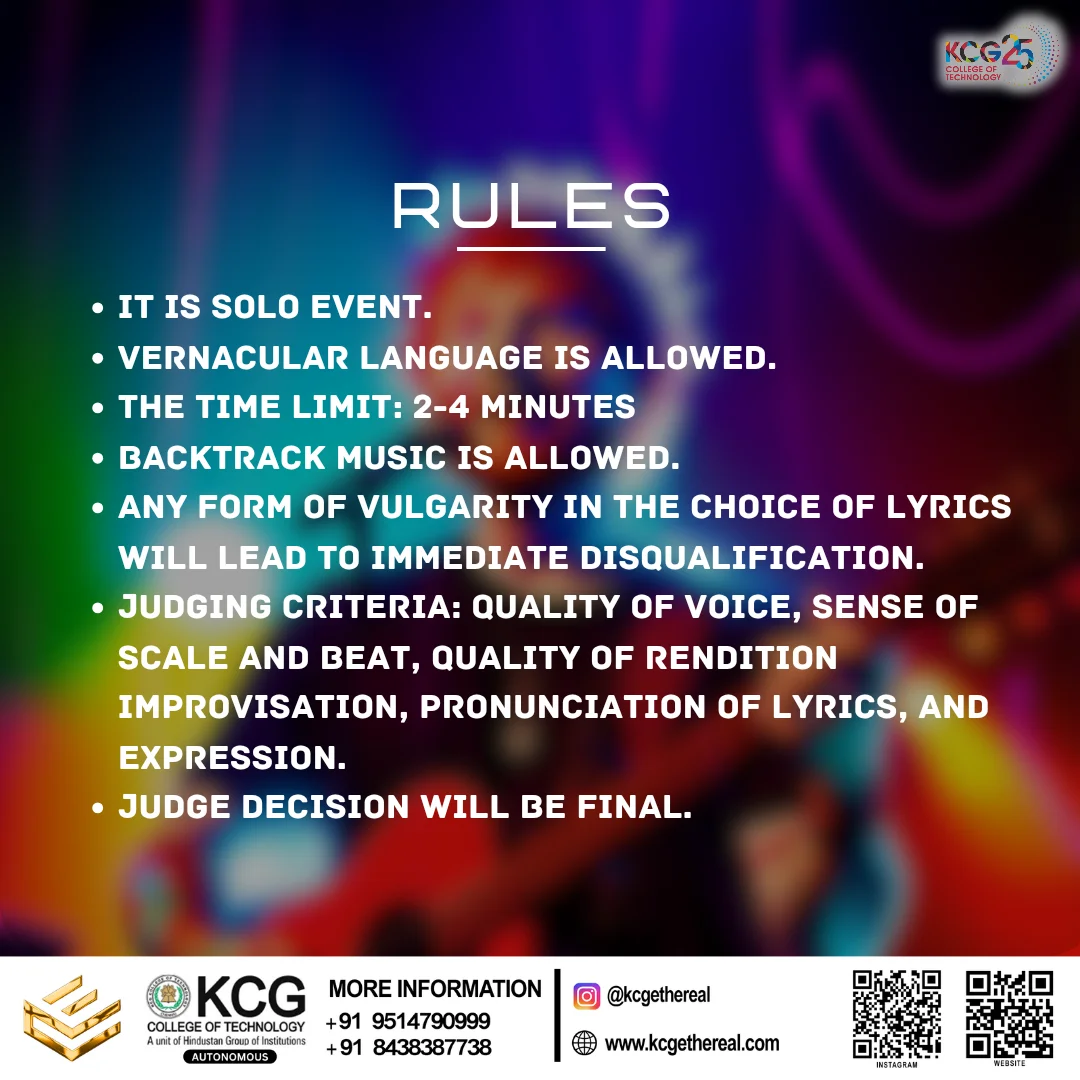 KCG25
COLLEGE OF
TECHNOLOGY
RULES
• IT IS SOLO EVENT.
• VERNACULAR LANGUAGE IS ALLOWED.
• THE TIME LIMIT: 2-4 MINUTES
• BACKTRACK MUSIC IS ALLOWED.
• ANY FORM OF VULGARITY IN THE CHOICE OF LYRICS
WILL LEAD TO IMMEDIATE DISQUALIFICATION.
• JUDGING CRITERIA: QUALITY OF VOICE, SENSE OF
SCALE AND BEAT, QUALITY OF RENDITION
IMPROVISATION, PRONUNCIATION OF LYRICS, AND
EXPRESSION.
• JUDGE DECISION WILL BE FINAL.
KCG
COLLEGE OF TECHNOLOGY
A unit of Hindustan Group of Institutions
AUTONOMOUS
MORE INFORMATION
+91 9514790999
+91 8438387738
@kcgethereal
www.kcgethereal.com
INSTAGRAM
WEBSITE